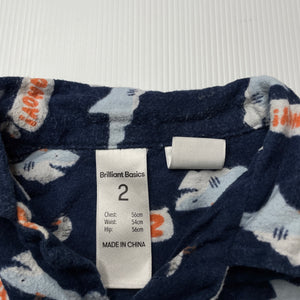 Brilliant Basics
2
Chest: 56cm
Waist: 54cm
Hip: 56cm
MADE IN CHINA